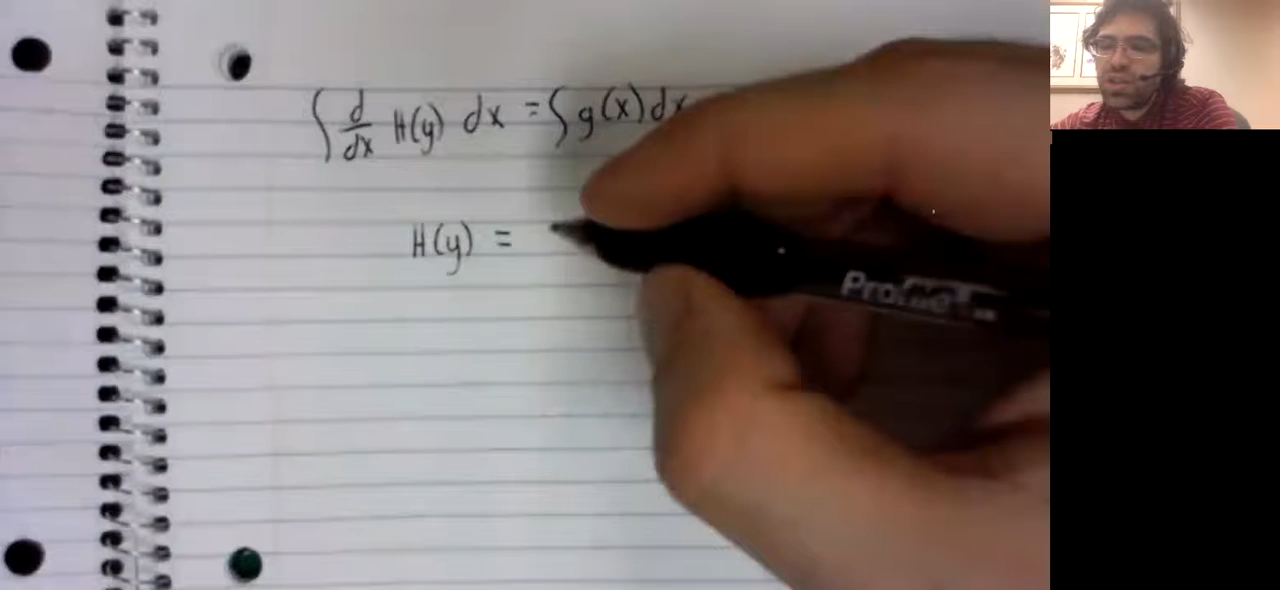 ∫ d/dx H(y) dx = ∫ g(x) dx
H(y) =